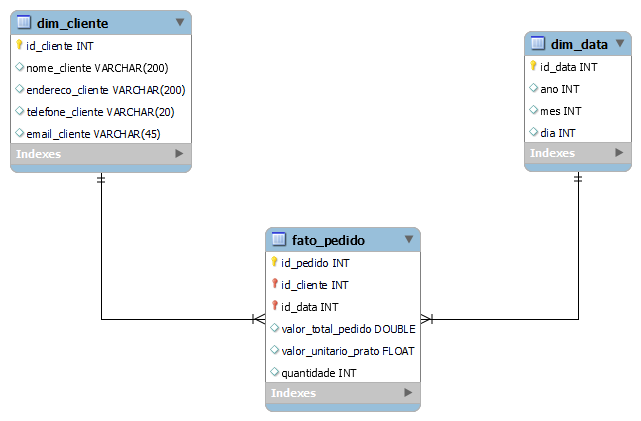 dim_cliente
id_cliente INT
nome_cliente VARCHAR(200)
endereco_cliente VARCHAR(200)
telefone_cliente VARCHAR(20)
email_cliente VARCHAR(45)
Indexes
dim_data
id_data INT
ano INT
mes INT
dia INT
Indexes
fato_pedido
id_pedido INT
id_cliente INT
id_data INT
valor_total_pedido DOUBLE
valor_unitario_prato FLOAT
quantidade INT
Indexes